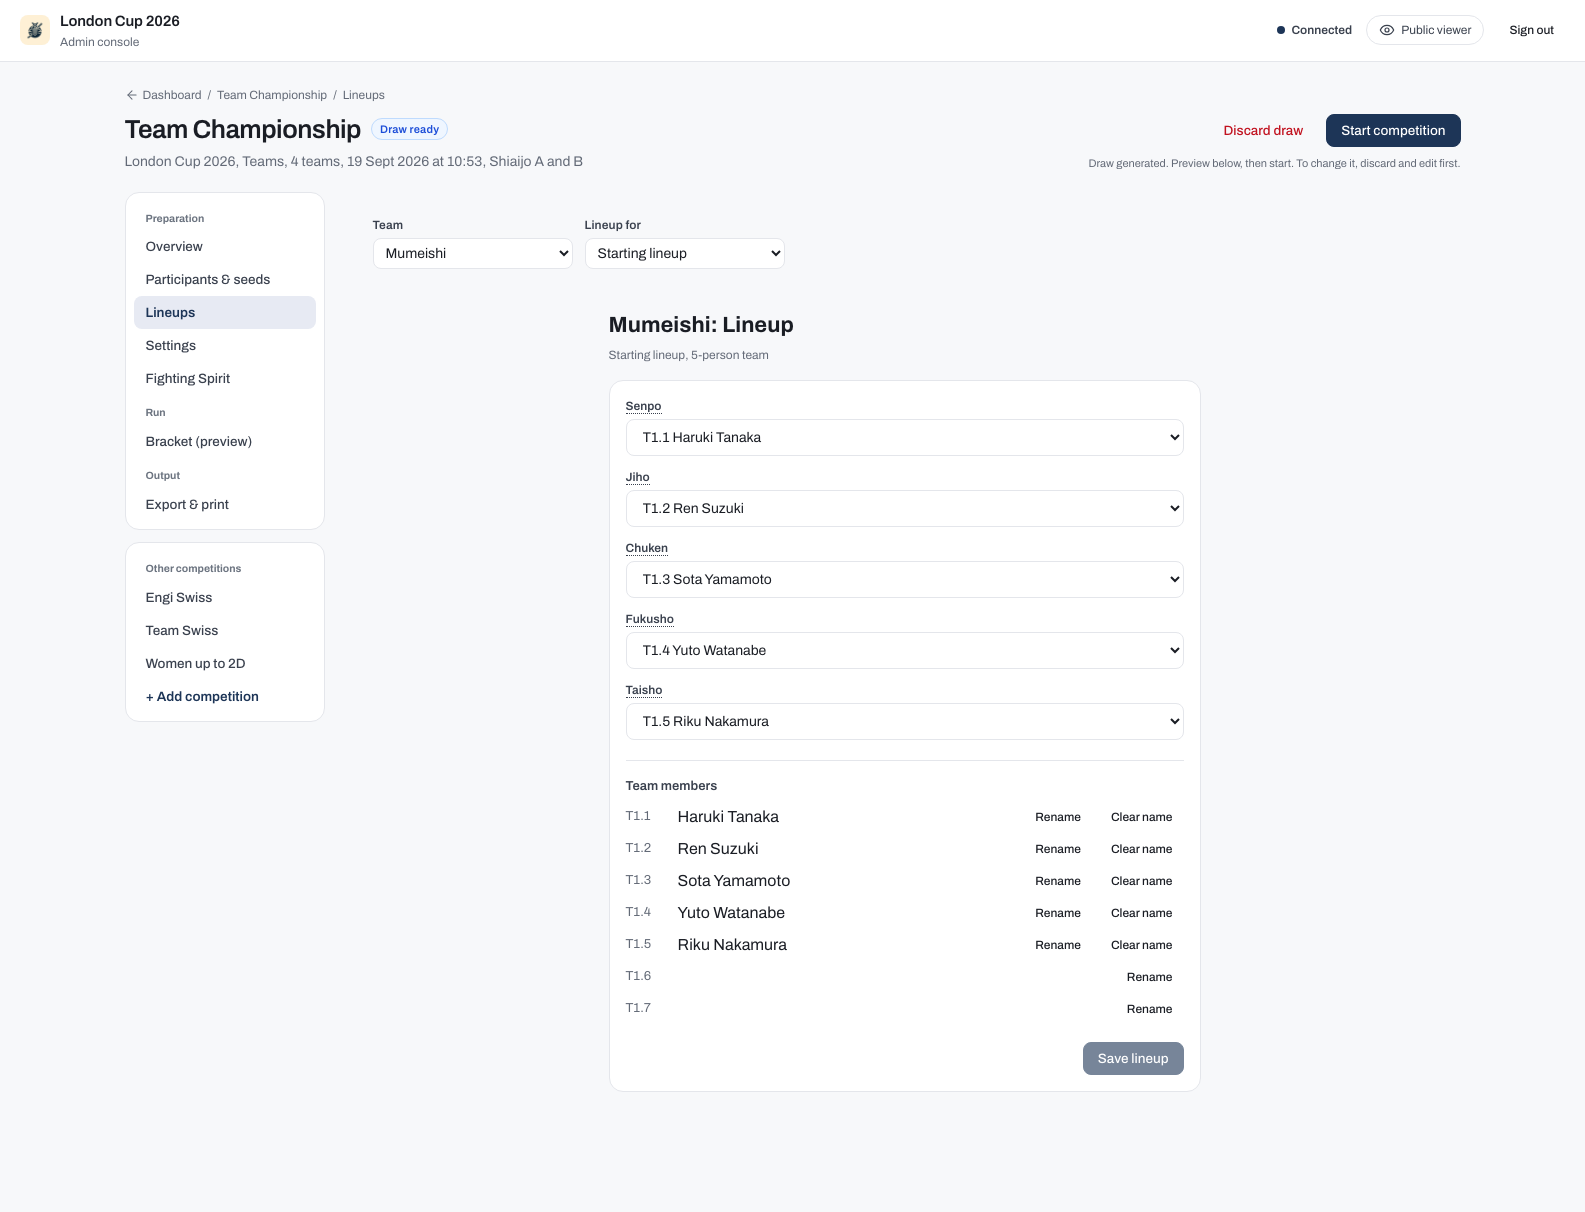 London Cup 2026
Admin console
Connected
Public viewer
Sign out
Dashboard / Team Championship / Lineups
Team Championship
Draw ready
Discard draw
Start competition
London Cup 2026, Teams, 4 teams, 19 Sept 2026 at 10:53, Shiaijo A and B
Draw generated. Preview below, then start. To change it, discard and edit first.
Preparation
Overview
Participants & seeds
Lineups
Settings
Fighting Spirit
Run
Bracket (preview)
Output
Export & print
Other competitions
Engi Swiss
Team Swiss
Women up to 2D
+ Add competition
Team
Lineup for
Mumeishi
Starting lineup
Mumeishi: Lineup
Starting lineup, 5-person team
Senpo
T1.1 Haruki Tanaka
Jiho
T1.2 Ren Suzuki
Chuken
T1.3 Sota Yamamoto
Fukusho
T1.4 Yuto Watanabe
Taisho
T1.5 Riku Nakamura
Team members
T1.1 Haruki Tanaka Rename Clear name
T1.2 Ren Suzuki Rename Clear name
T1.3 Sota Yamamoto Rename Clear name
T1.4 Yuto Watanabe Rename Clear name
T1.5 Riku Nakamura Rename Clear name
T1.6 Rename
T1.7 Rename
Save lineup